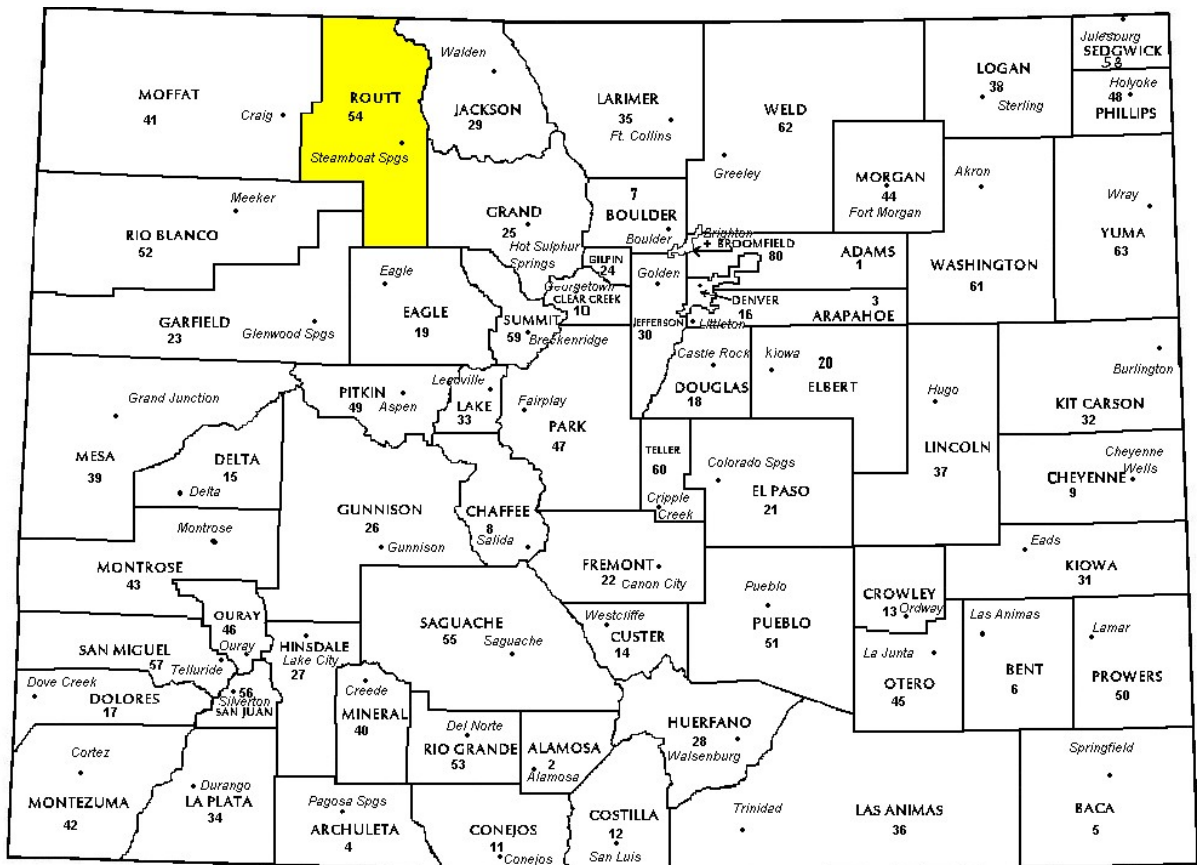 Walden
JACKSON
29
MOFFAT
41
Craig
ROUTT
54
Steamboat Spgs
LARIMER
35
Ft. Collins
WELD
62
Greeley
LOGAN
38
Sterling
Julesburg
SEDGWICK
58
Holyoke
48
PHILLIPS
MORGAN
44
Fort Morgan
Akron
WASHINGTON
61
Wray
YUMA
63
Meeker
RIO BLANCO
52
GRAND
25
Hot Sulphur
Springs
7
BOULDER
Boulder
Brighton
+ BROOMFIELD
80
ADAMS
1
GILPIN
24
Golden
JEFFERSON
30
Georgetown
CLEAR CREEK
10
DENVER
16
3
ARAPAHOE
Littleton
GARFIELD
23
Glenwood Spgs
Eagle
EAGLE
19
SUMMIT
59
Breckenridge
Castle Rock
DOUGLAS
18
kiowa
20
ELBERT
Hugo
LINCOLN
37
Burlington
KIT CARSON
32
Grand Junction
MESA
39
DELTA
15
Delta
PITKIN
49
Aspen
Leedville
LAKE
33
Fairplay
PARK
47
TELLER
60
Cripple
Creek
Colorado Spgs
EL PASO
21
Cheyenne
Wells
CHEYENNE
9
Montrose
MONTROSE
43
GUNNISON
26
Gunnison
CHAFFEE
8
Salida
FREMONT
22
Canon City
Pueblo
PUEBLO
51
CROWLEY
13
Ordway
Eads
KIOWA
31
OURAY
46
Ouray
SAN MIGUEL
57
Telluride
HINSDALE
Lake City
27
SAGUACHE
55
Saguache
Westcliffe
CUSTER
14
La Junta
OTERO
45
Las Animas
BENT
6
Lamar
PROWERS
50
Dove Creek
DOLORES
17
56
Silverton
SAN JUAN
Creede
MINERAL
40
Del Norte
RIO GRANDE
53
ALAMOSA
2
Alamosa
HUERFANO
28
Walsenburg
Cortez
MONTEZUMA
42
Durango
LA PLATA
34
Pagosa Spgs
ARCHULETA
4
CONEJOS
11
Conejos
COSTILLA
12
San Luis
Trinidad
LAS ANIMAS
36
Springfield
BACA
5